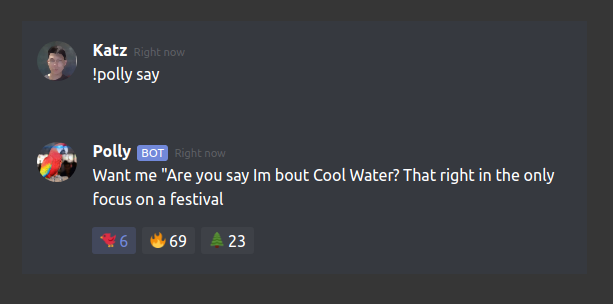 Katz Right now
!polly say
Polly BOT Right now
Want me "Are you say Im bout Cool Water? That right in the only
focus on a festival
6 69 23